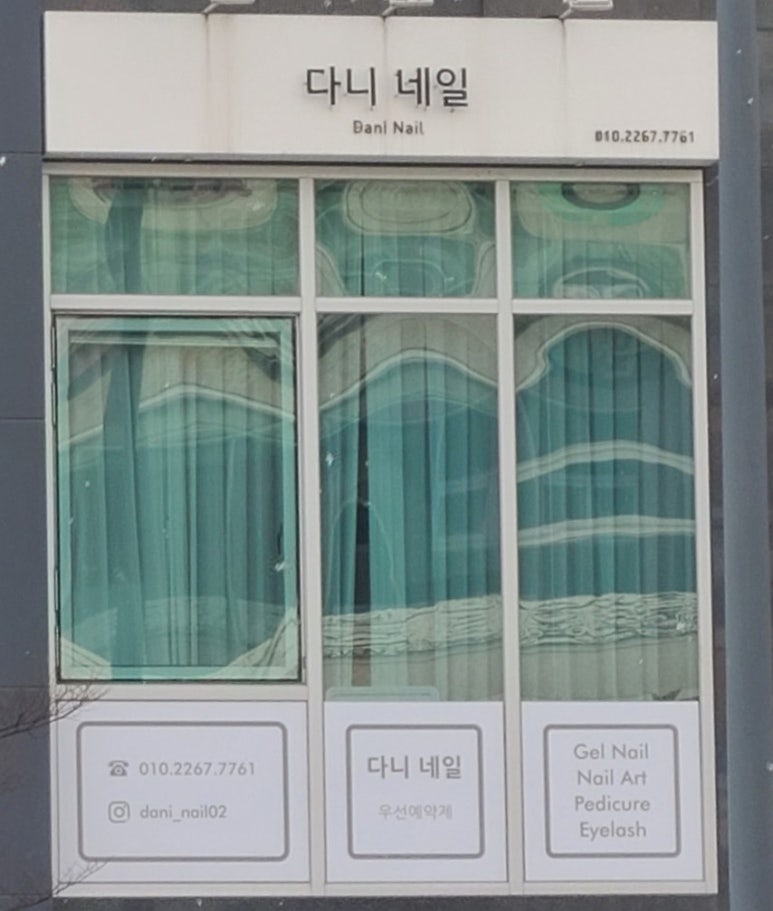 다니 네일
Dani Nail
010.2267.7761
010.2267.7761
dani_nail02
다니 네일
우선예약제
Gel Nail
Nail Art
Pedicure
Eyelash